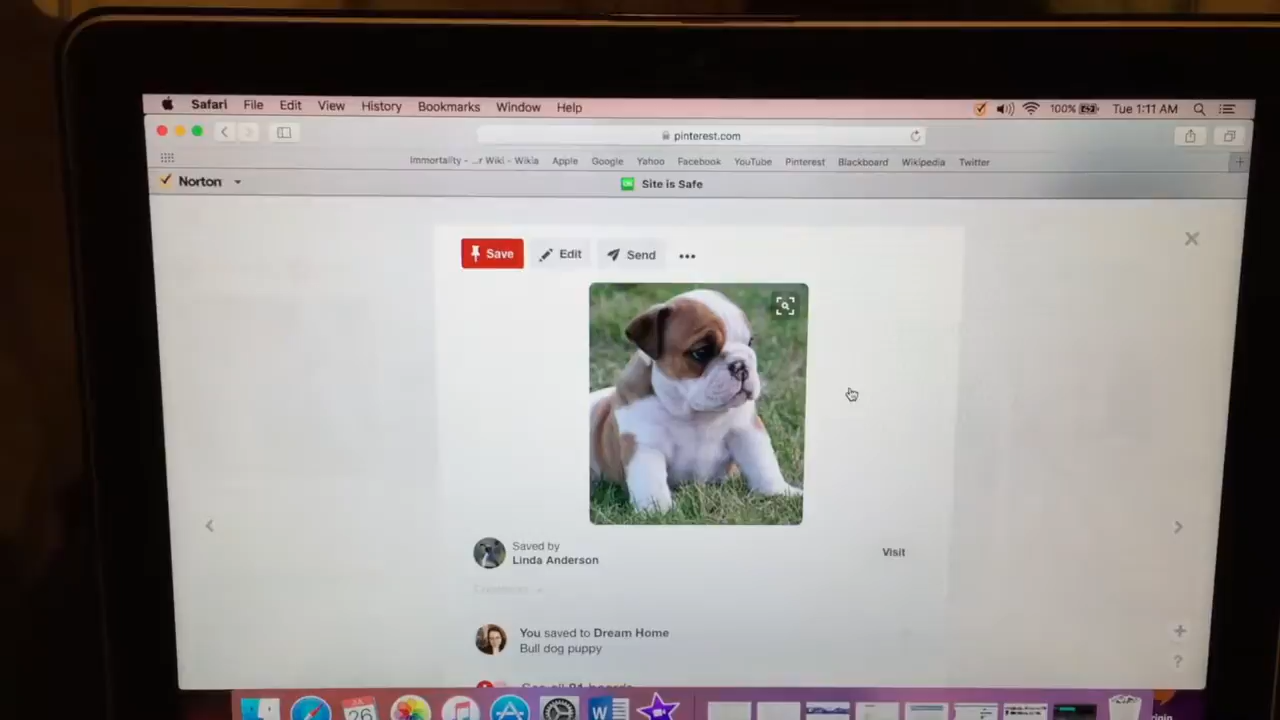 Safari File Edit View History Bookmarks Window Help 100% Tue 1:11 AM
pinterest.com
Immortality - ...r Wiki - Wikia Apple Google Yahoo Facebook YouTube Pinterest Blackboard Wikipedia Twitter
Norton Site is Safe
Save Edit Send
Saved by
Linda Anderson
Visit
Comments
You saved to Dream Home
Bull dog puppy
26